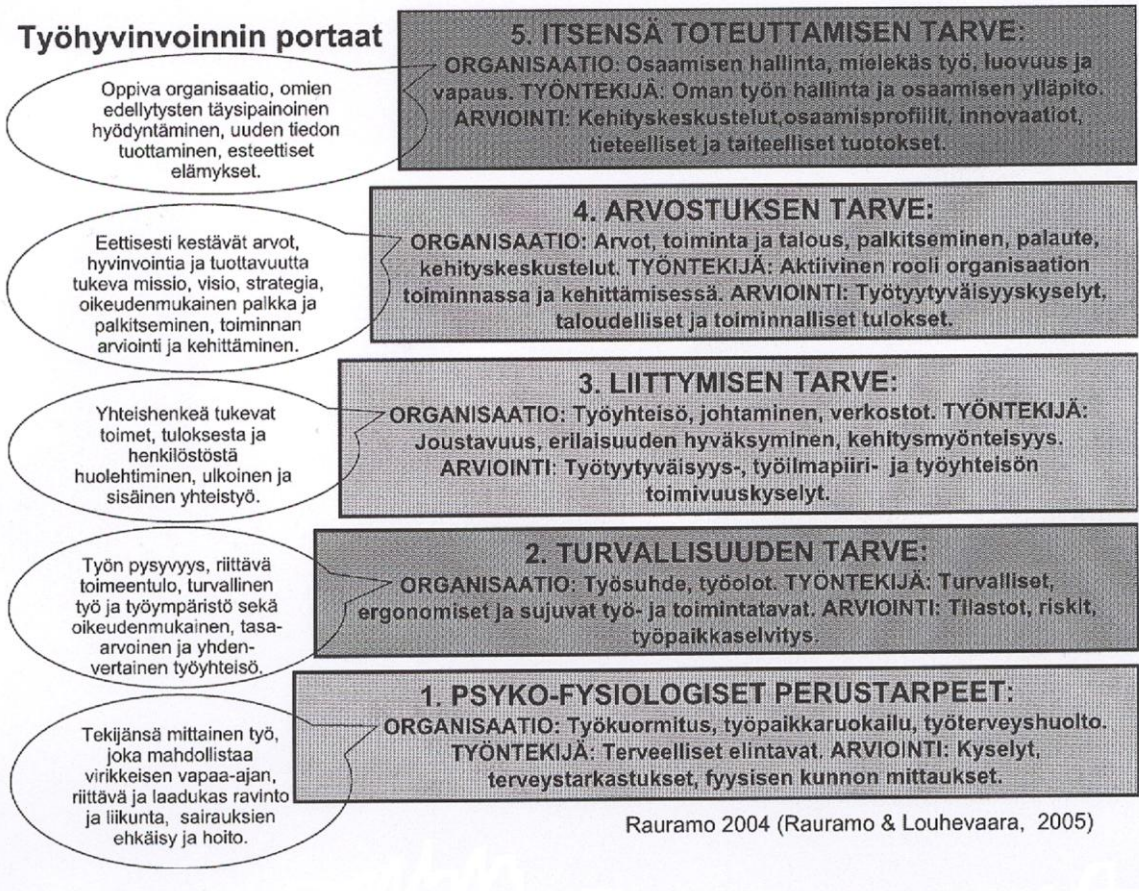 Työhyvinvoinnin portaat
5. ITSENSÄ TOTEUTTAMISEN TARVE:
ORGANISAATIO: Osaamisen hallinta, mielekäs työ, luovuus ja
vapaus. TYÖNTEKIJÄ: Oman työn hallinta ja osaamisen ylläpito.
ARVIOINTI: Kehityskeskustelut,osaamisprofiilit, innovaatiot,
tieteelliset ja taiteelliset tuotokset.
Oppiva organisaatio, omien
edellytysten täysipainoinen
hyödyntäminen, uuden tiedon
tuottaminen, esteettiset
elämykset.
4. ARVOSTUKSEN TARVE:
ORGANISAATIO: Arvot, toiminta ja talous, palkitseminen, palaute,
kehityskeskustelut. TYÖNTEKIJÄ: Aktiivinen rooli organisaation
toiminnassa ja kehittämisessä. ARVIOINTI: Työtyytyväisyyskyselyt,
taloudelliset ja toiminnalliset tulokset.
Eettisesti kestävät arvot,
hyvinvointia ja tuottavuutta
tukeva missio, visio, strategia,
oikeudenmukainen palkka ja
palkitseminen, toiminnan
arviointi ja kehittäminen.
3. LIITTYMISEN TARVE:
ORGANISAATIO: Työyhteisö, johtaminen, verkostot. TYÖNTEKIJÄ:
Joustavuus, erilaisuuden hyväksyminen, kehitysmyönteisyys.
ARVIOINTI: Työtyytyväisyys-, työilmapiiri- ja työyhteisön
toimivuuskyselyt.
Yhteishenkeä tukevat
toimet, tuloksesta ja
henkilöstöstä
huolehtiminen, ulkoinen ja
sisäinen yhteistyö.
2. TURVALLISUUDEN TARVE:
ORGANISAATIO: Työsuhde, työolot. TYÖNTEKIJÄ: Turvalliset,
ergonomiset ja sujuvat työ- ja toimintatavat. ARVIOINTI: Tilastot, riskit,
työpaikkaselvitys.
Työn pysyvyys, riittävä
toimeentulo, turvallinen
työ ja työympäristö sekä
oikeudenmukainen, tasa-
arvoinen ja yhden-
vertainen työyhteisö.
1. PSYKO-FYSIOLOGISET PERUSTARPEET:
ORGANISAATIO: Työkuormitus, työpaikkaruokailu, työterveyshuolto.
TYÖNTEKIJÄ: Terveelliset elintavat. ARVIOINTI: Kyselyt,
terveystarkastukset, fyysisen kunnon mittaukset.
Tekijänsä mittainen työ,
joka mahdollistaa
virikkeisen vapaa-ajan,
riittävä ja laadukas ravinto
ja liikunta, sairauksien
ehkäisy ja hoito.
Rauramo 2004 (Rauramo & Louhevaara, 2005)